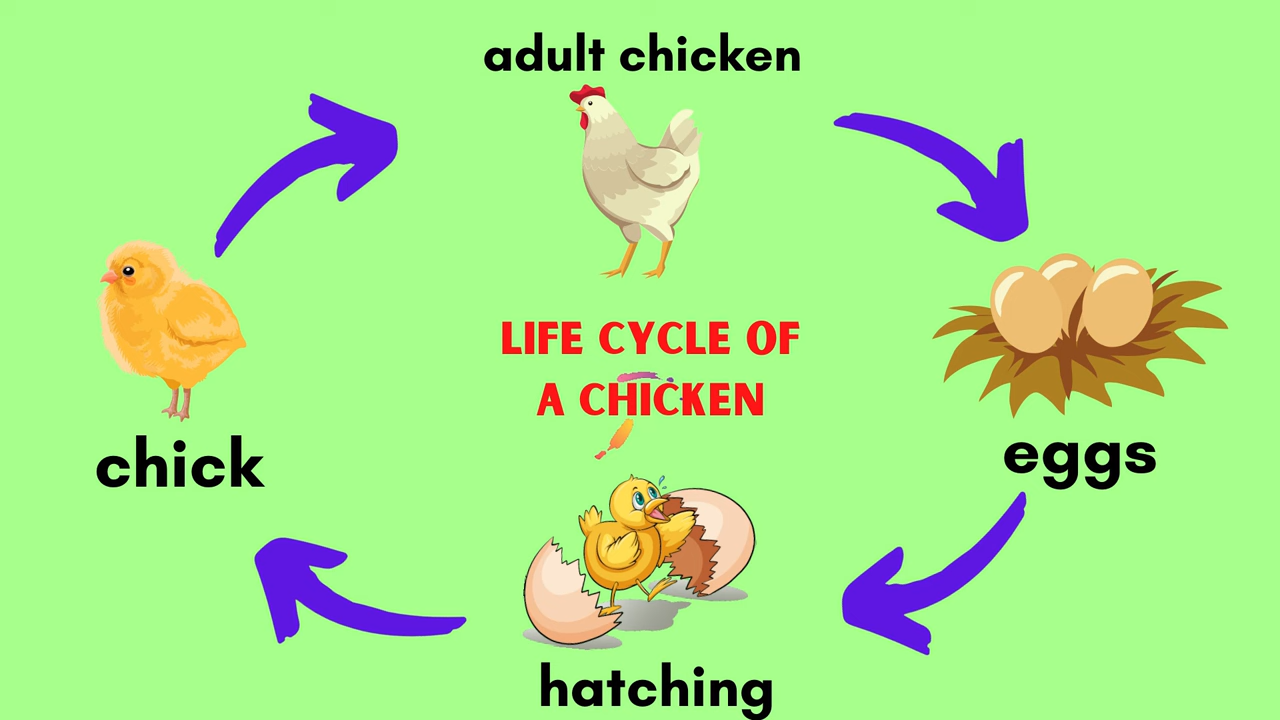 adult chicken
LIFE CYCLE OF
A CHICKEN
chick
eggs
hatching